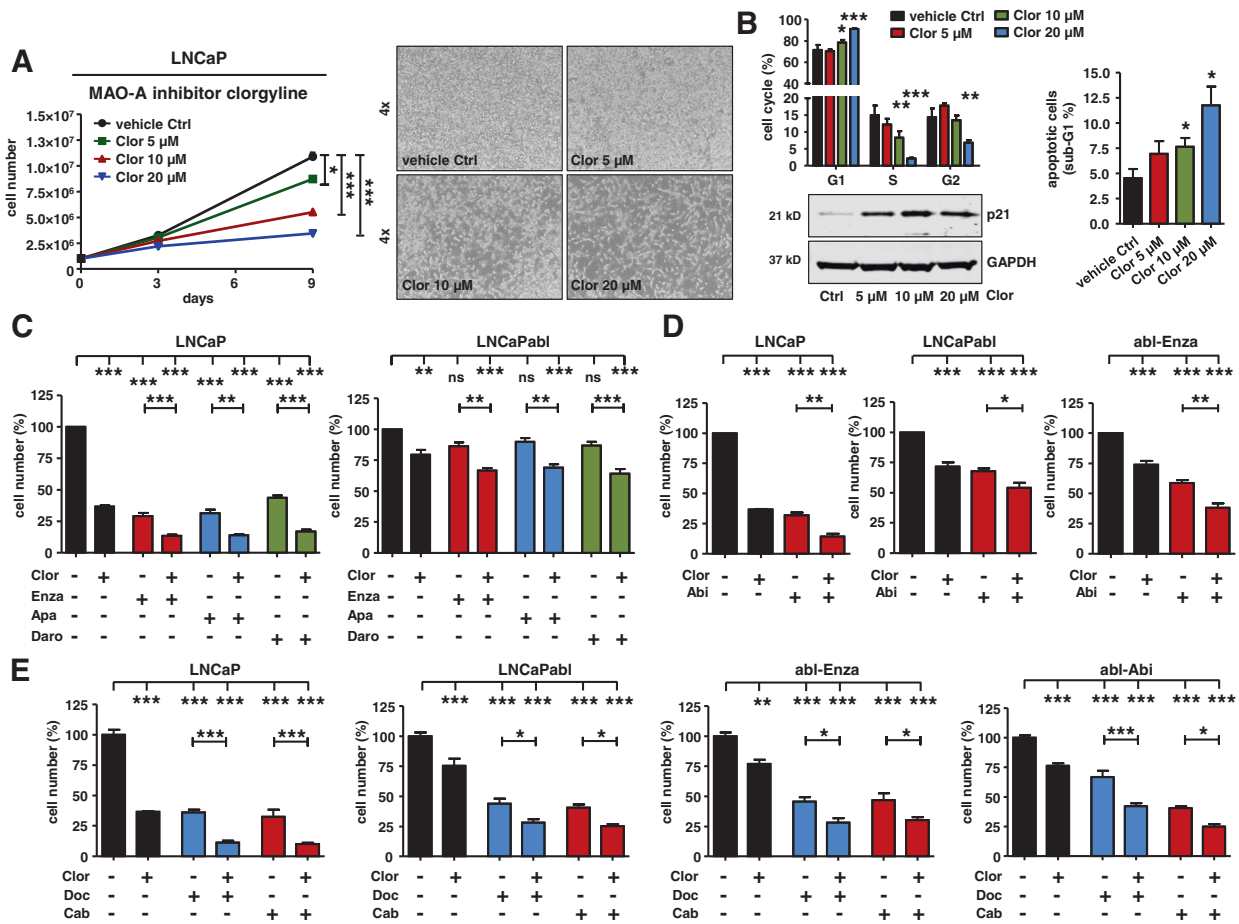 A
LNCaP
MAO-A inhibitor clorgyline
cell number
1.5×10⁷
1.3×10⁷
1.0×10⁷
7.5×10⁶
5.0×10⁶
2.5×10⁶
0
0 3 6 9
days
vehicle Ctrl
Clor 5 µM
Clor 10 µM
Clor 20 µM
* *** ***
4x
vehicle Ctrl
Clor 5 µM
4x
Clor 10 µM
Clor 20 µM
B
vehicle Ctrl
Clor 5 µM
Clor 10 µM
Clor 20 µM
cell cycle (%)
100
80
60
40
20
15
10
5
0
* ***
** ***
**
G1 S G2
21 kD p21
37 kD GAPDH
Ctrl 5 µM 10 µM 20 µM Clor
apoptotic cells
(sub-G1 %)
15.0
12.5
10.0
7.5
5.0
2.5
0.0
* *
vehicle Ctrl
Clor 5 µM
Clor 10 µM
Clor 20 µM
C
LNCaP
*** *** *** *** *** *** ***
*** ** ***
cell number (%)
125
100
75
50
25
0
Clor - + - + - + - +
Enza - - + + - - - -
Apa - - - - + + - -
Daro - - - - - - + +
LNCaPabl
** ns *** ns *** ns ***
** ** ***
cell number (%)
125
100
75
50
25
0
- + - + - + - + Clor
- - + + - - - - Enza
- - - - + + - - Apa
- - - - - - + + Daro
D
LNCaP
*** *** ***
**
cell number (%)
125
100
75
50
25
0
Clor - + - +
Abi - - + +
LNCaPabl
*** *** ***
*
cell number (%)
125
100
75
50
25
0
- + - + Clor
- - + + Abi
abl-Enza
*** *** ***
**
cell number (%)
125
100
75
50
25
0
- + - + Clor
- - + + Abi
E
LNCaP
*** *** *** *** ***
*** ***
cell number (%)
125
100
75
50
25
0
- + - + - + Clor
- - + + - - Doc
- - - - + + Cab
LNCaPabl
*** *** *** *** ***
* *
cell number (%)
125
100
75
50
25
0
- + - + - + Clor
- - + + - - Doc
- - - - + + Cab
abl-Enza
** *** *** *** ***
* *
cell number (%)
125
100
75
50
25
0
- + - + - + Clor
- - + + - - Doc
- - - - + + Cab
abl-Abi
*** *** *** *** ***
*** *
cell number (%)
125
100
75
50
25
0
- + - + - + Clor
- - + + - - Doc
- - - - + + Cab